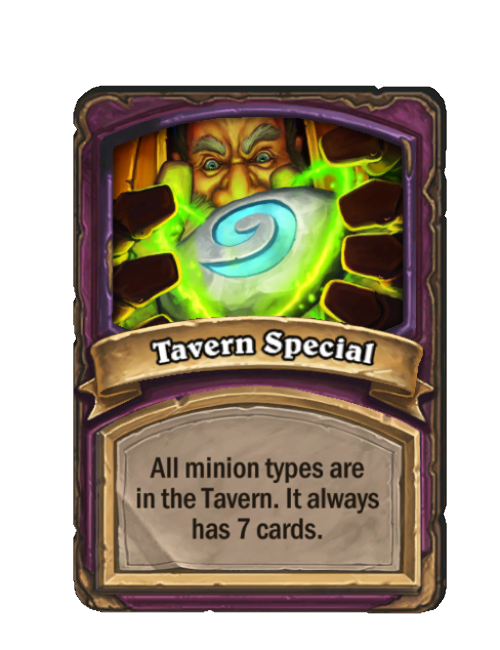 Tavern Special
All minion types are
in the Tavern. It always
has 7 cards.